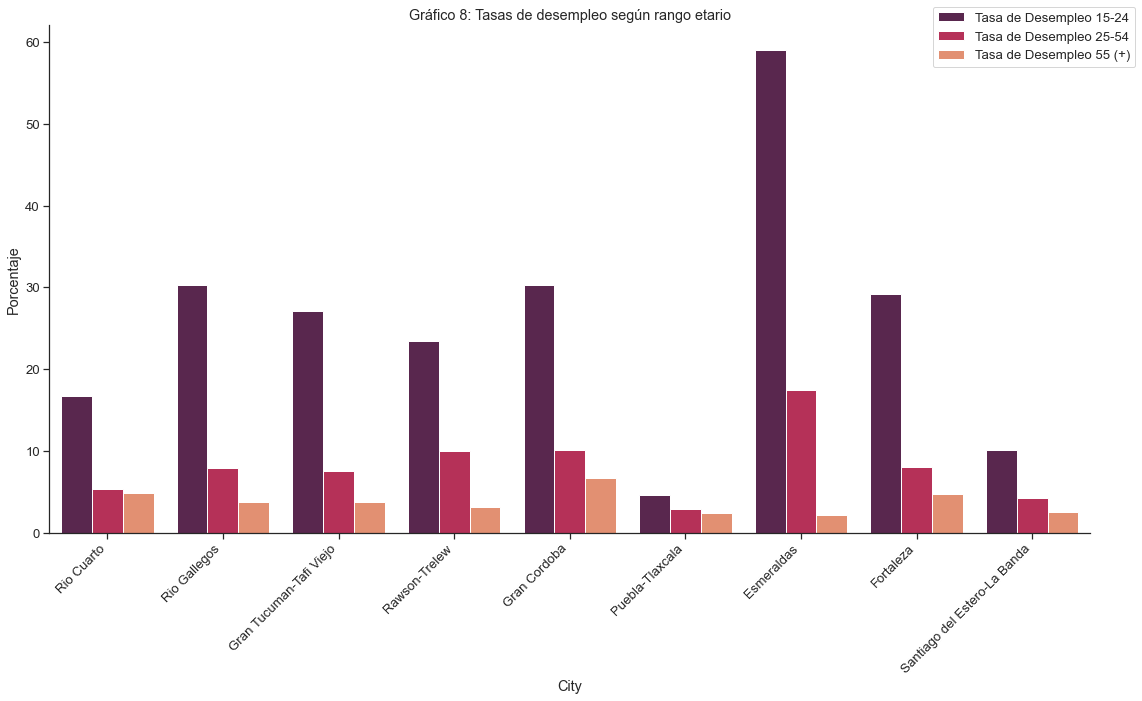 Gráfico 8: Tasas de desempleo según rango etario
Tasa de Desempleo 15-24
Tasa de Desempleo 25-54
Tasa de Desempleo 55 (+)
Porcentaje
60
50
40
30
20
10
0
Rio Cuarto
Rio Gallegos
Gran Tucuman-Tafi Viejo
Rawson-Trelew
Gran Cordoba
Puebla-Tlaxcala
Esmeraldas
Fortaleza
Santiago del Estero-La Banda
City